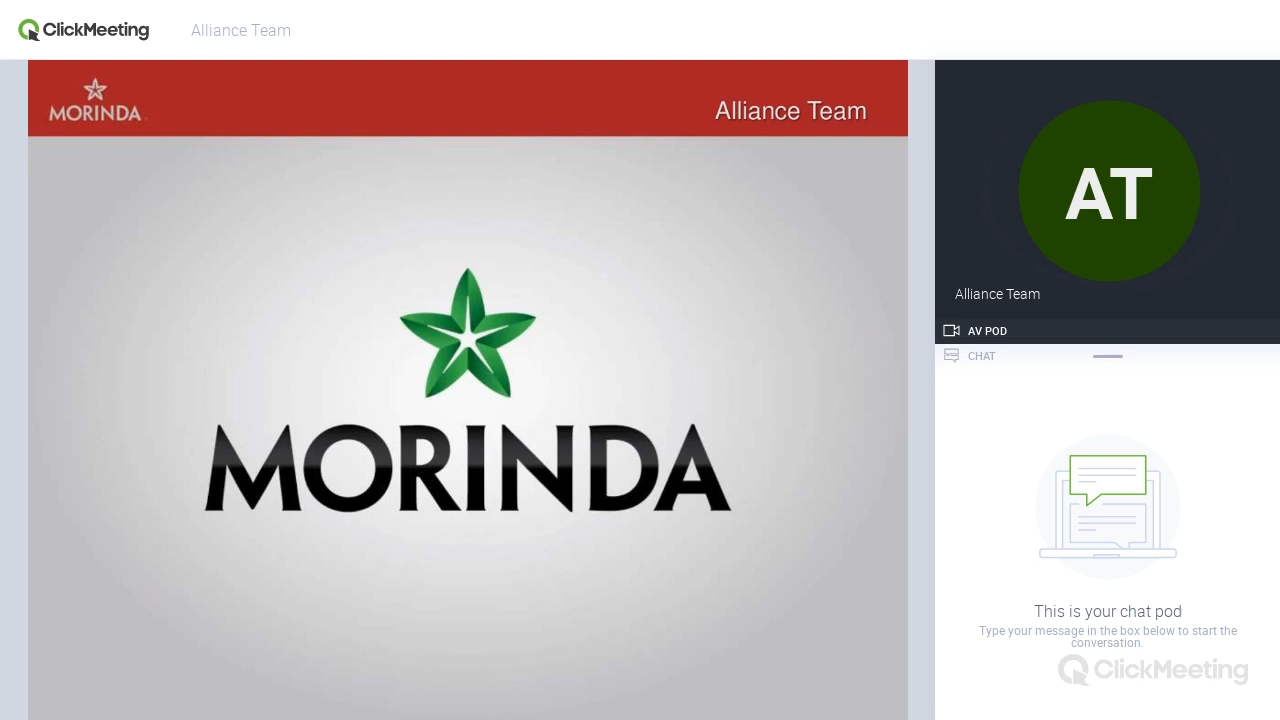 ClickMeeting
Alliance Team
MORINDA
Alliance Team
MORINDA
AT
Alliance Team
AV POD
CHAT
This is your chat pod
Type your message in the box below to start the
conversation.
ClickMeeting